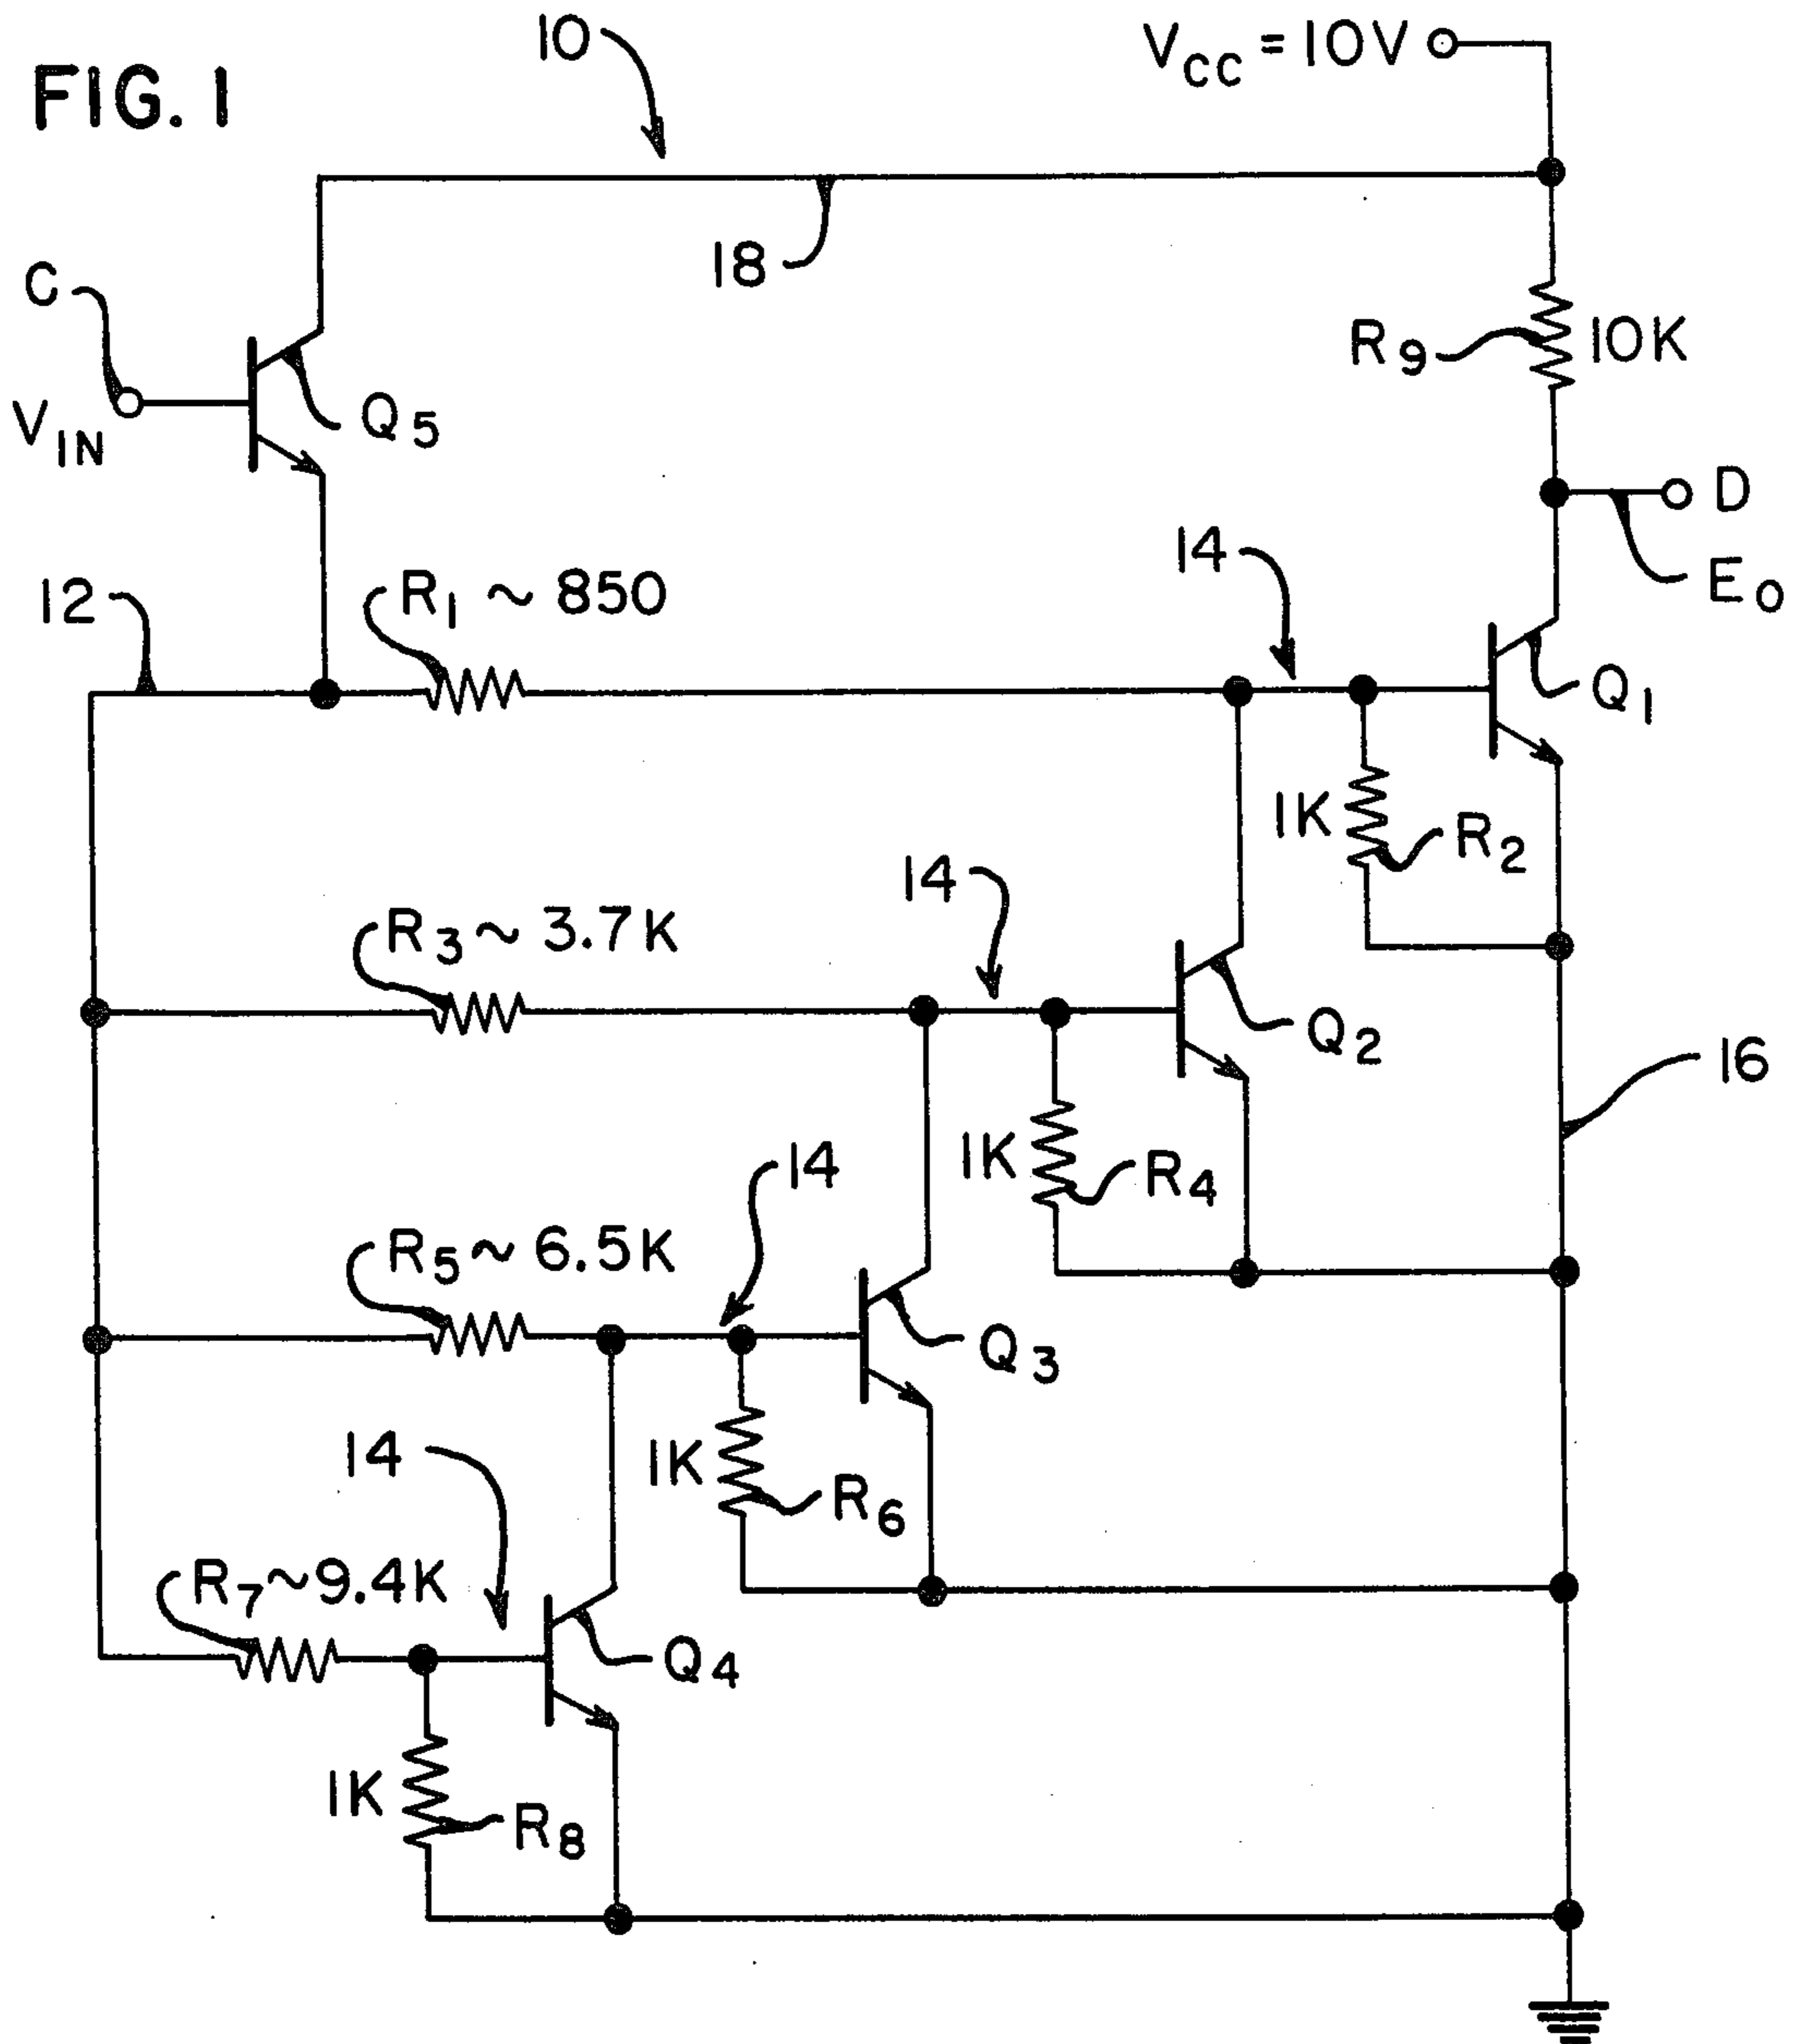 FIG. 1
10
V_CC = 10V
18
C
V_IN
Q5
R9
10K
D
E0
14
12
R1 ~ 850
Q1
1K
R2
14
R3 ~ 3.7K
Q2
16
1K
R4
14
R5 ~ 6.5K
Q3
14
1K
R6
R7 ~ 9.4K
Q4
1K
R8